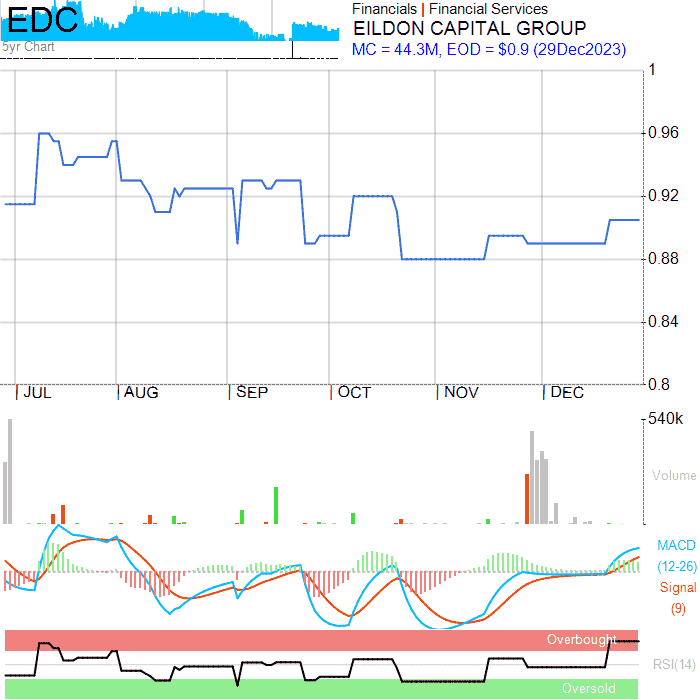 EDC
5yr Chart
Financials | Financial Services
EILDON CAPITAL GROUP
MC = 44.3M, EOD = $0.9 (29Dec2023)
1
0.96
0.92
0.88
0.84
0.8
JUL AUG SEP OCT NOV DEC
540k
Volume
MACD
(12-26)
Signal
(9)
Overbought
RSI(14)
Oversold